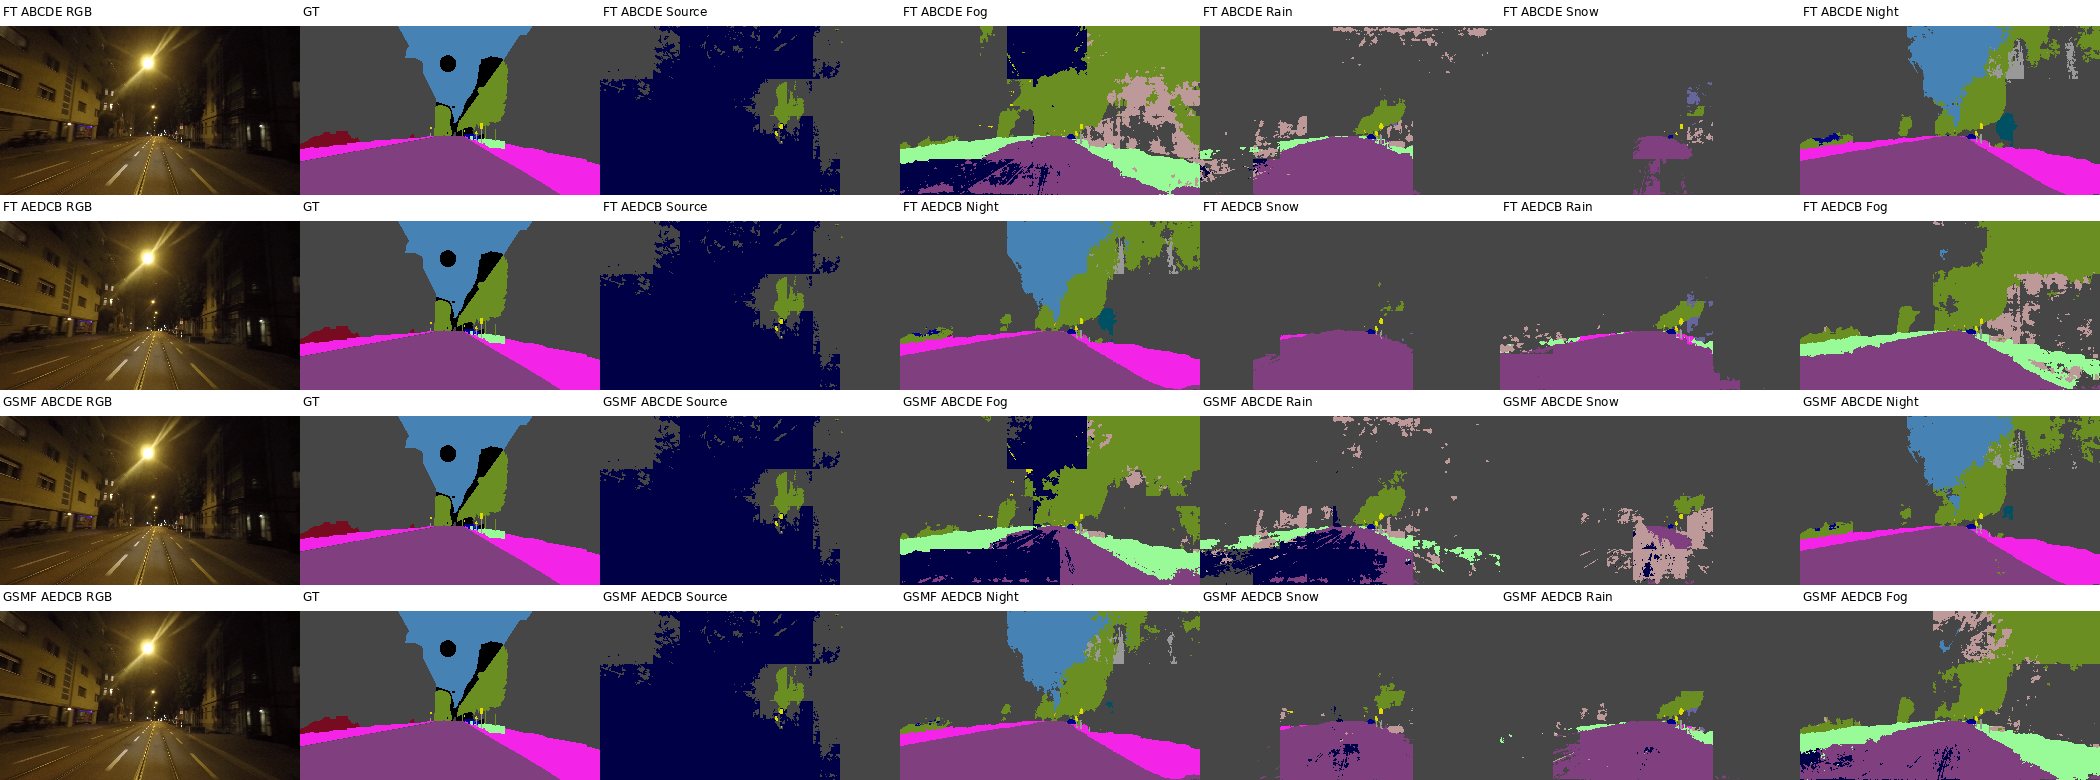 FT ABCDE RGB GT FT ABCDE Source FT ABCDE Fog FT ABCDE Rain FT ABCDE Snow FT ABCDE Night
FT AEDCB RGB GT FT AEDCB Source FT AEDCB Night FT AEDCB Snow FT AEDCB Rain FT AEDCB Fog
GSMF ABCDE RGB GT GSMF ABCDE Source GSMF ABCDE Fog GSMF ABCDE Rain GSMF ABCDE Snow GSMF ABCDE Night
GSMF AEDCB RGB GT GSMF AEDCB Source GSMF AEDCB Night GSMF AEDCB Snow GSMF AEDCB Rain GSMF AEDCB Fog